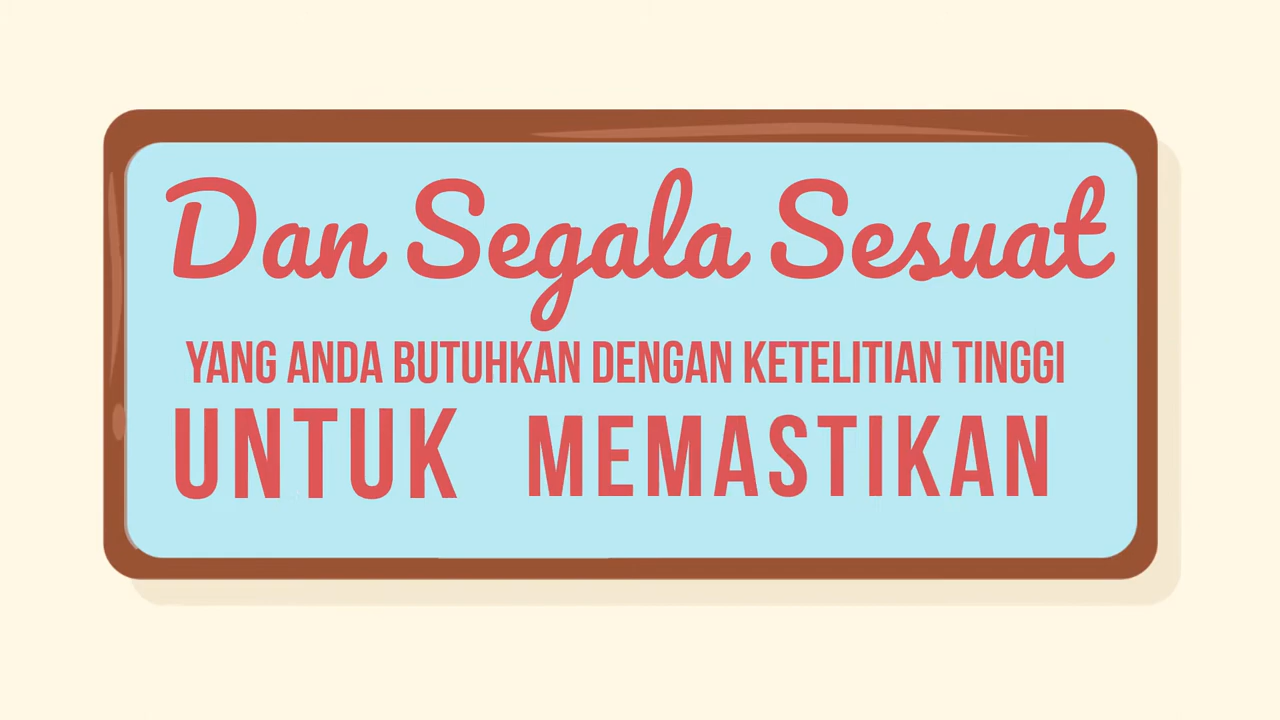 Dan Segala Sesuat
YANG ANDA BUTUHKAN DENGAN KETELITIAN TINGGI
UNTUK MEMASTIKAN